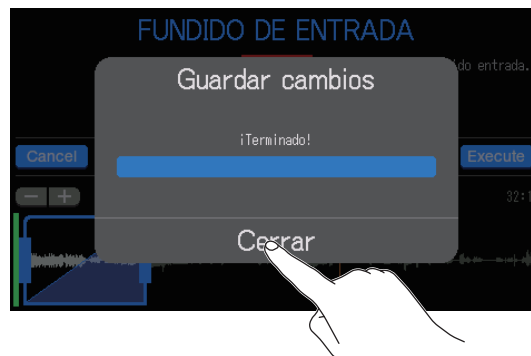 FUNDIDO DE ENTRADA
do entrada.
Guardar cambios
¡Terminado!
Cancel
Execute
− +
32:1
Cerrar